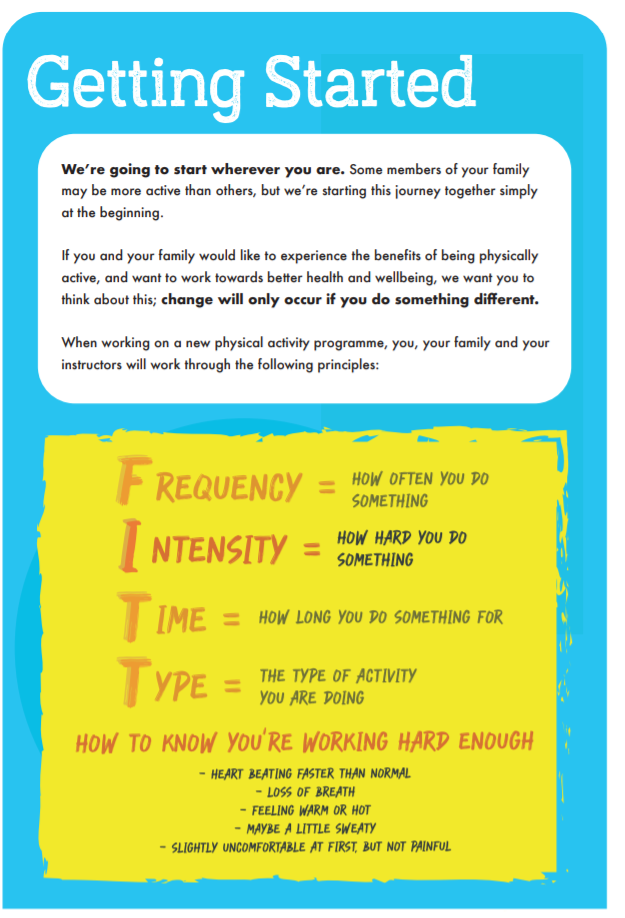 Getting Started
We're going to start wherever you are. Some members of your family
may be more active than others, but we're starting this journey together simply
at the beginning.
If you and your family would like to experience the benefits of being physically
active, and want to work towards better health and wellbeing, we want you to
think about this; change will only occur if you do something different.
When working on a new physical activity programme, you, your family and your
instructors will work through the following principles:
FREQUENCY = HOW OFTEN YOU DO
SOMETHING
INTENSITY = HOW HARD YOU DO
SOMETHING
TIME = HOW LONG YOU DO SOMETHING FOR
TYPE = THE TYPE OF ACTIVITY
YOU ARE DOING
HOW TO KNOW YOU'RE WORKING HARD ENOUGH
- HEART BEATING FASTER THAN NORMAL
- LOSS OF BREATH
- FEELING WARM OR HOT
- MAYBE A LITTLE SWEATY
- SLIGHTLY UNCOMFORTABLE AT FIRST, BUT NOT PAINFUL